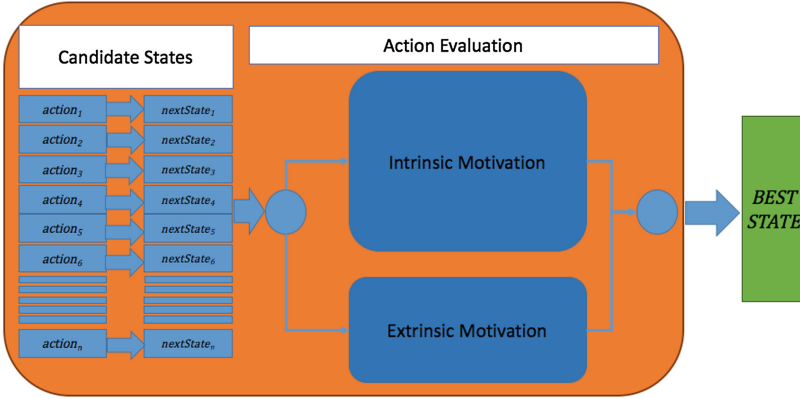 Candidate States
Action Evaluation
action₁
nextState₁
action₂
nextState₂
action₃
nextState₃
action₄
nextState₄
action₅
nextState₅
action₆
nextState₆
actionₙ
nextStateₙ
Intrinsic Motivation
Extrinsic Motivation
BEST
STATE